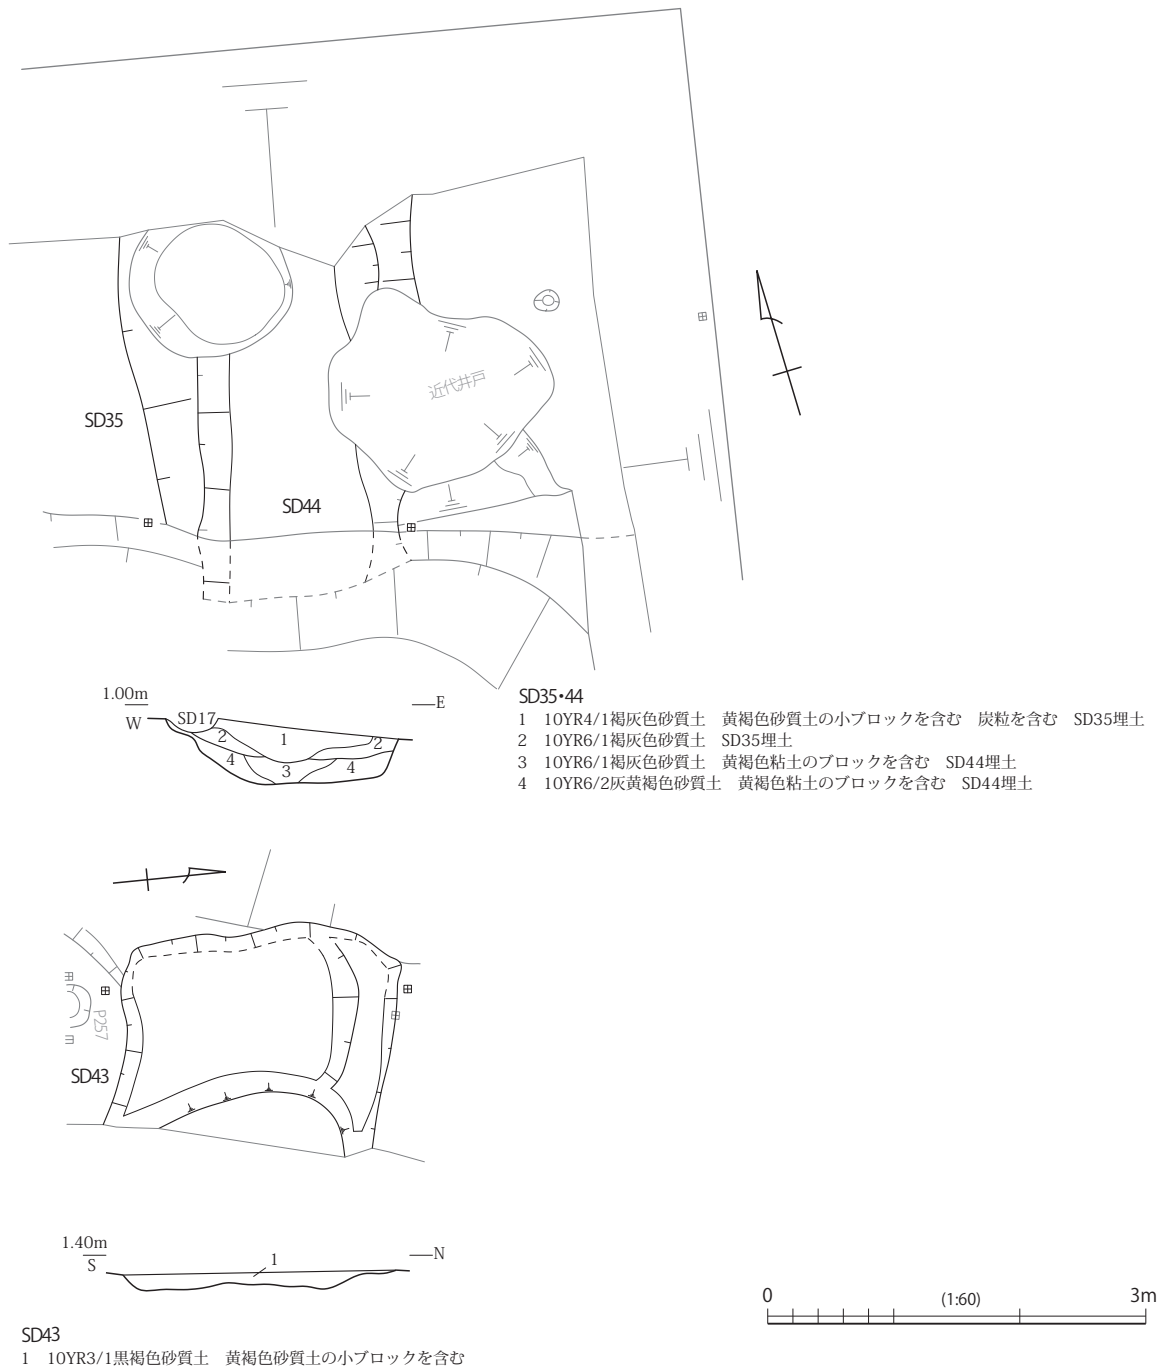 近代井戸
SD35
SD44
1.00m
W
E
SD17
1
2
2
3
4
4
SD35・44
1　10YR4/1褐灰色砂質土　黄褐色砂質土の小ブロックを含む　炭粒を含む　SD35埋土
2　10YR6/1褐灰色砂質土　SD35埋土
3　10YR6/1褐灰色砂質土　黄褐色粘土のブロックを含む　SD44埋土
4　10YR6/2灰黄褐色砂質土　黄褐色粘土のブロックを含む　SD44埋土
P257
SD43
1.40m
S
N
1
0
(1:60)
3m
SD43
1　10YR3/1黒褐色砂質土　黄褐色砂質土の小ブロックを含む